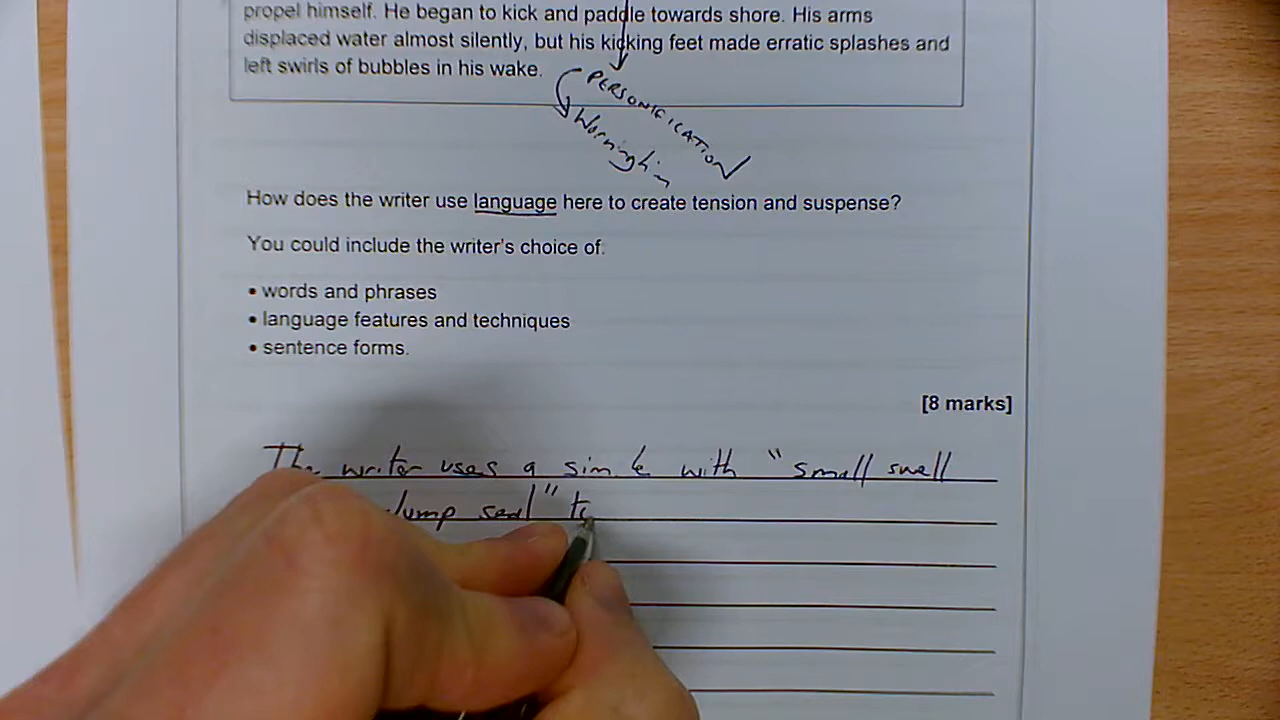 propel himself. He began to kick and paddle towards shore. His arms
displaced water almost silently, but his kicking feet made erratic splashes and
left swirls of bubbles in his wake.
PERSONIFICATION
Warning him
How does the writer use language here to create tension and suspense?
You could include the writer's choice of:
• words and phrases
• language features and techniques
• sentence forms.
[8 marks]
The writer uses a simile with "small swell
plump seal" to